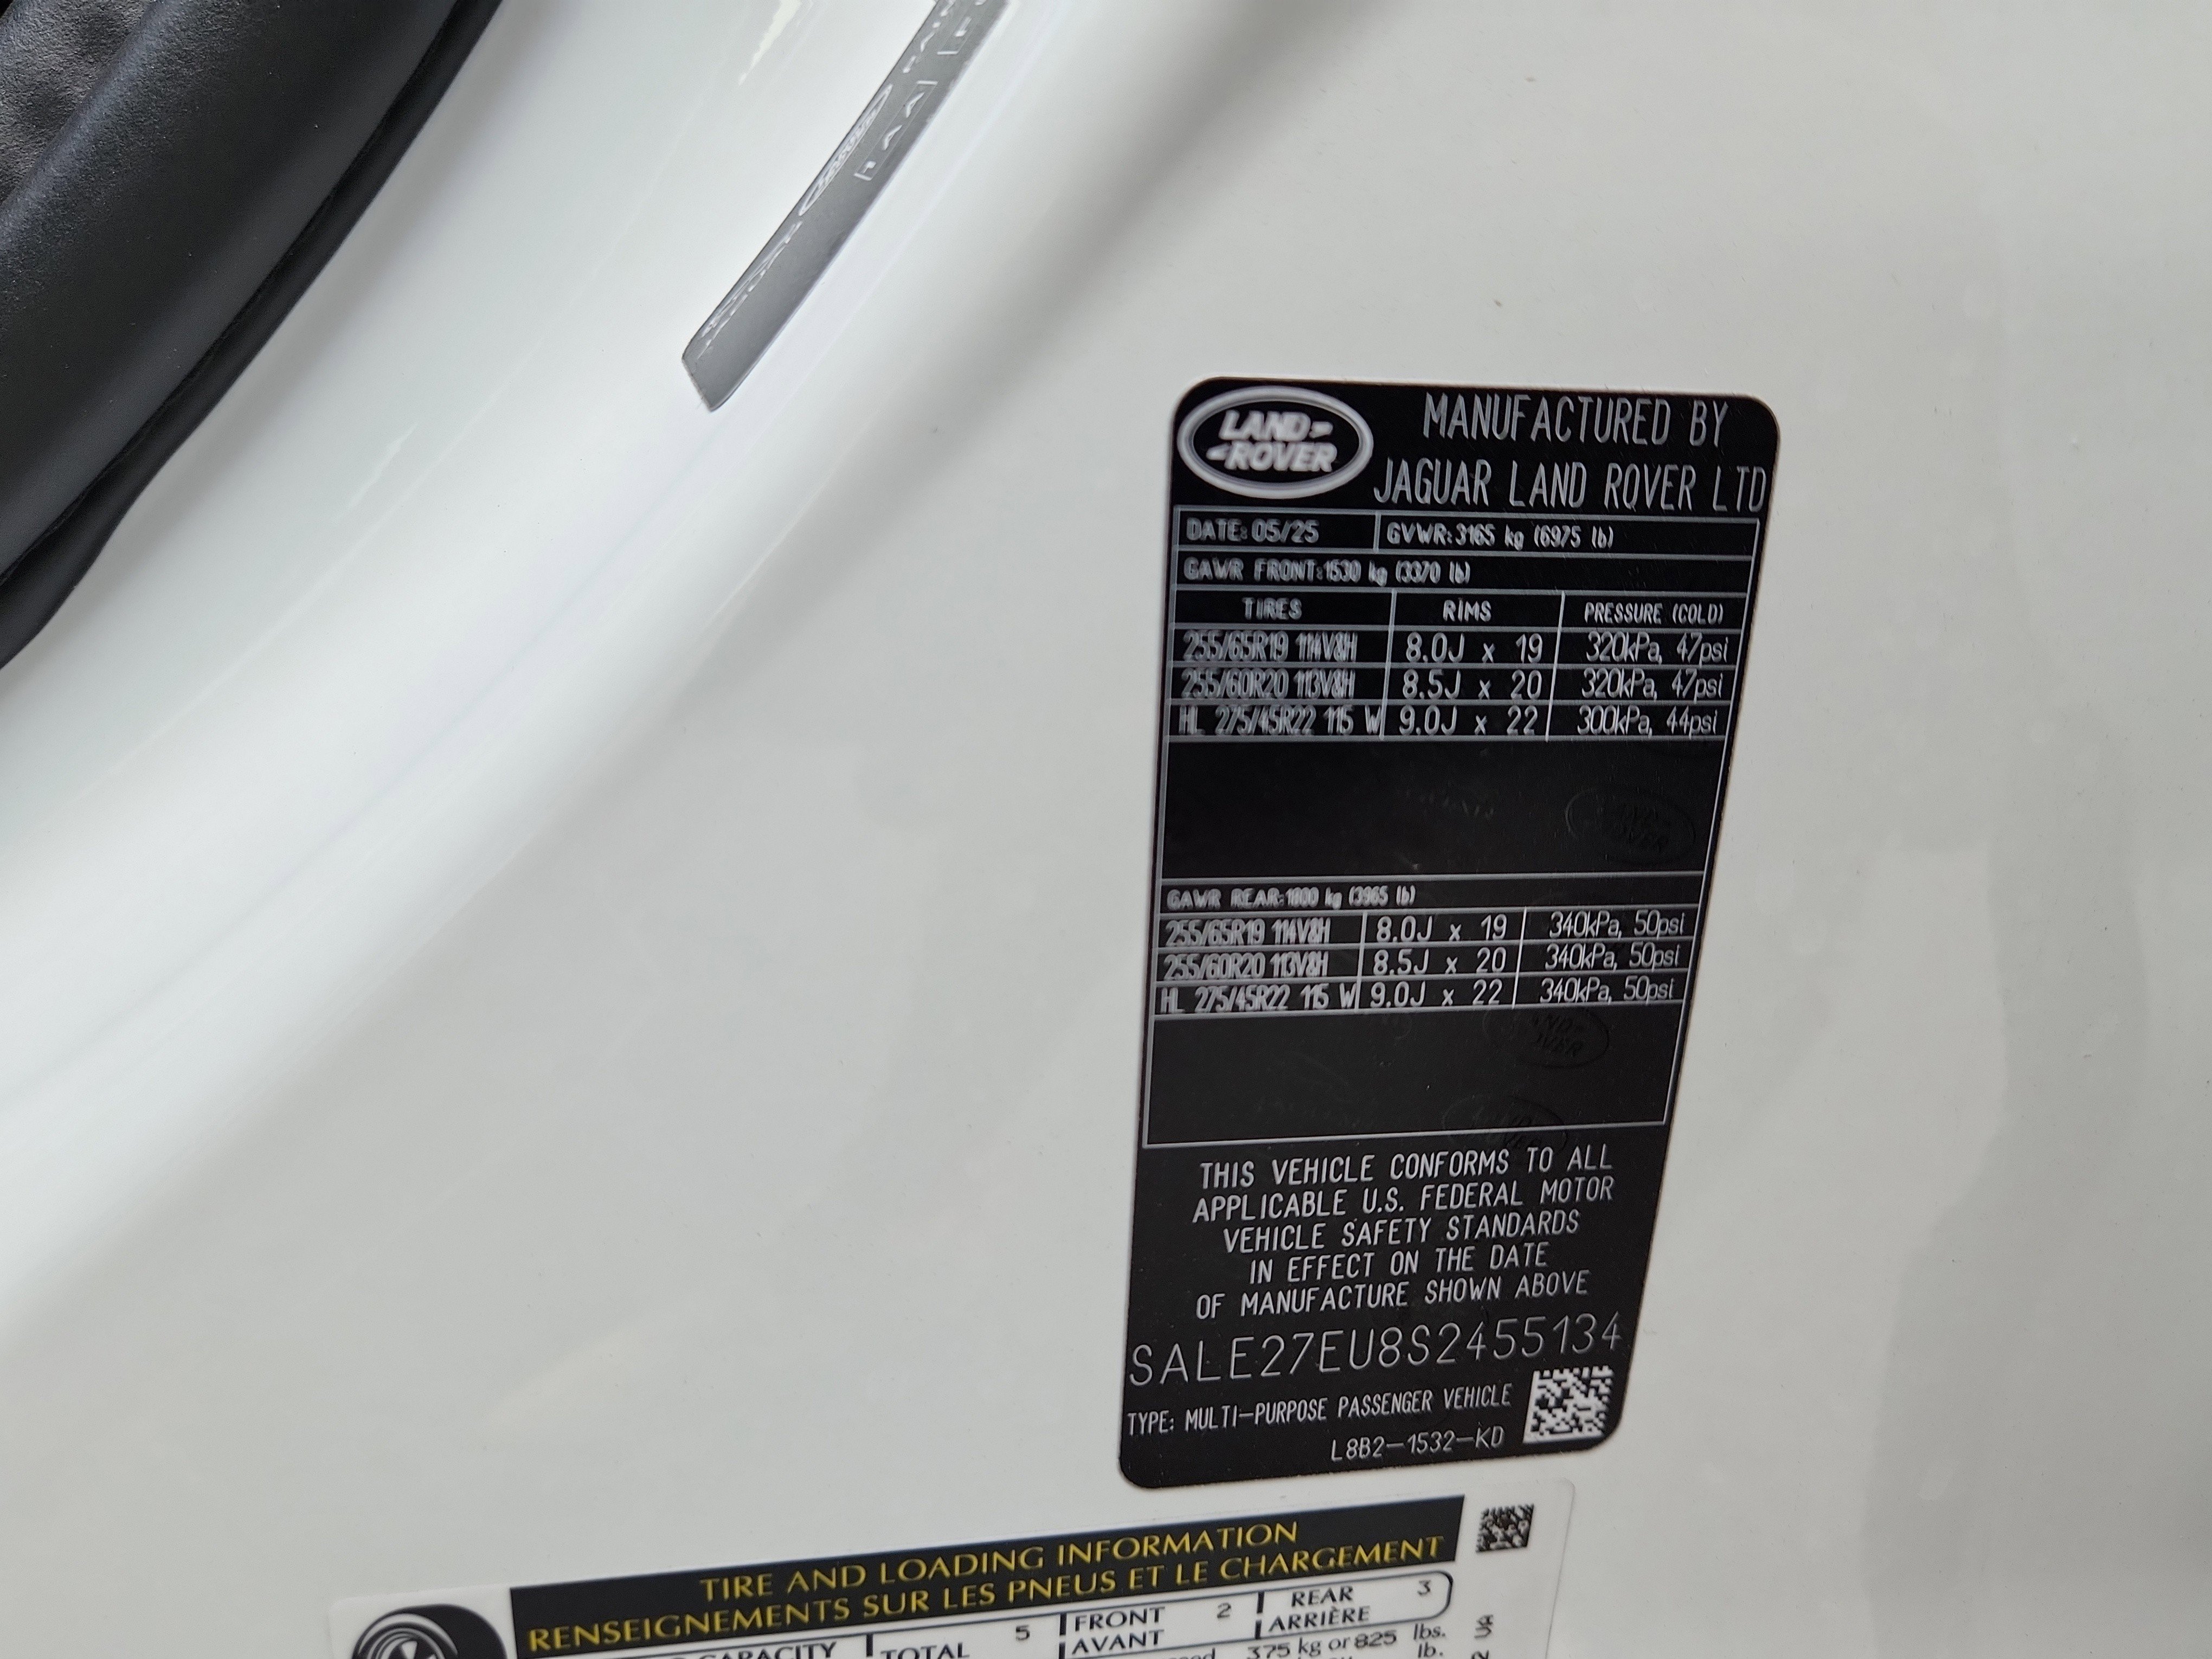 LAND-
-ROVER
MANUFACTURED BY
JAGUAR LAND ROVER LTD
DATE: 05/25 GVWR: 3165 kg (6975 lb)
GAWR FRONT: 1530 kg (3370 lb)
TIRES RIMS PRESSURE (COLD)
255/65R19 114V&H 8.0J x 19 320kPa, 47psi
255/60R20 113V&H 8.5J x 20 320kPa, 47psi
HL 275/45R22 115 W 9.0J x 22 300kPa, 44psi
GAWR REAR: 1800 kg (3965 lb)
255/65R19 114V&H 8.0J x 19 340kPa, 50psi
255/60R20 113V&H 8.5J x 20 340kPa, 50psi
HL 275/45R22 115 W 9.0J x 22 340kPa, 50psi
THIS VEHICLE CONFORMS TO ALL
APPLICABLE U.S. FEDERAL MOTOR
VEHICLE SAFETY STANDARDS
IN EFFECT ON THE DATE
OF MANUFACTURE SHOWN ABOVE
SALE27EU8S2455134
TYPE: MULTI-PURPOSE PASSENGER VEHICLE
L8B2-1532-KD
TIRE AND LOADING INFORMATION
RENSEIGNEMENTS SUR LES PNEUS ET LE CHARGEMENT
CAPACITY TOTAL 5 FRONT 2 REAR 3
AVANT ARRIÈRE
375 kg or 825 lbs.
lb.